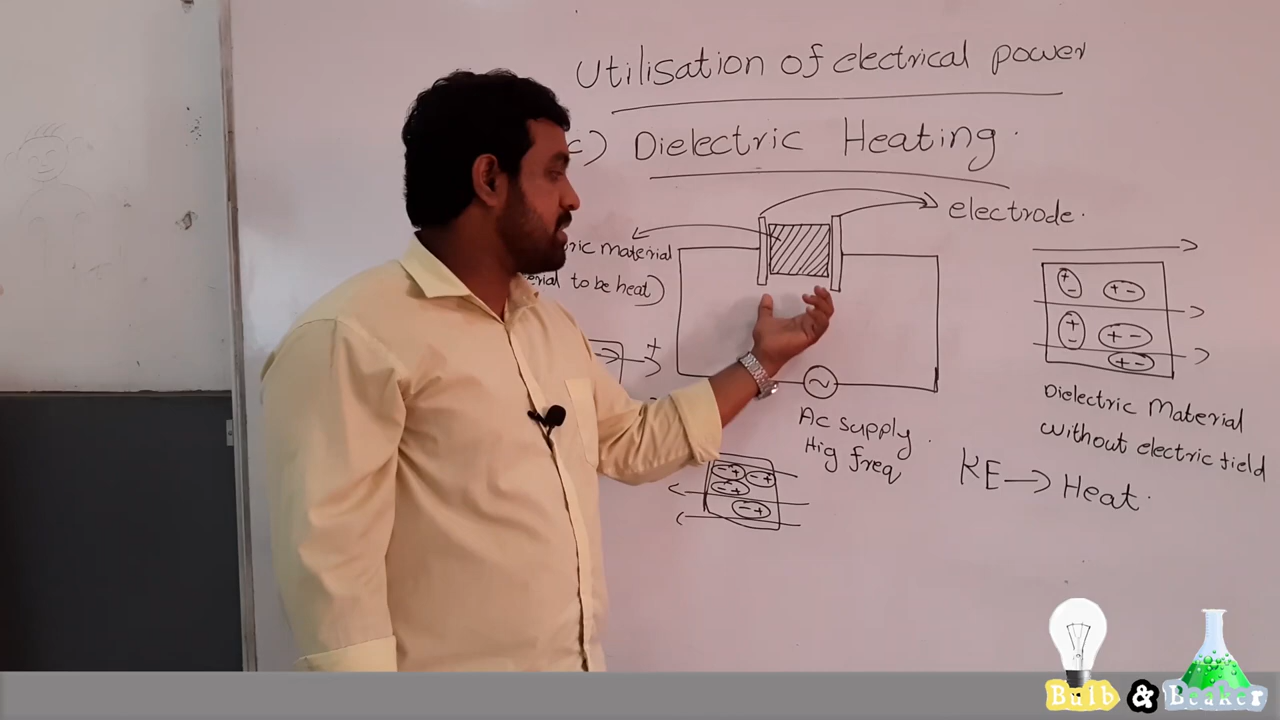 Utilisation of electrical power
c) Dielectric Heating.
electrode.
ric material
erial to be heat)
+
Ac supply.
Hig freq
+
-
+ -
+
-
+ -
+ -
Dielectric Material
without electric field
KE → Heat.
- +
- +
- +
- +
Bulb & Beaker